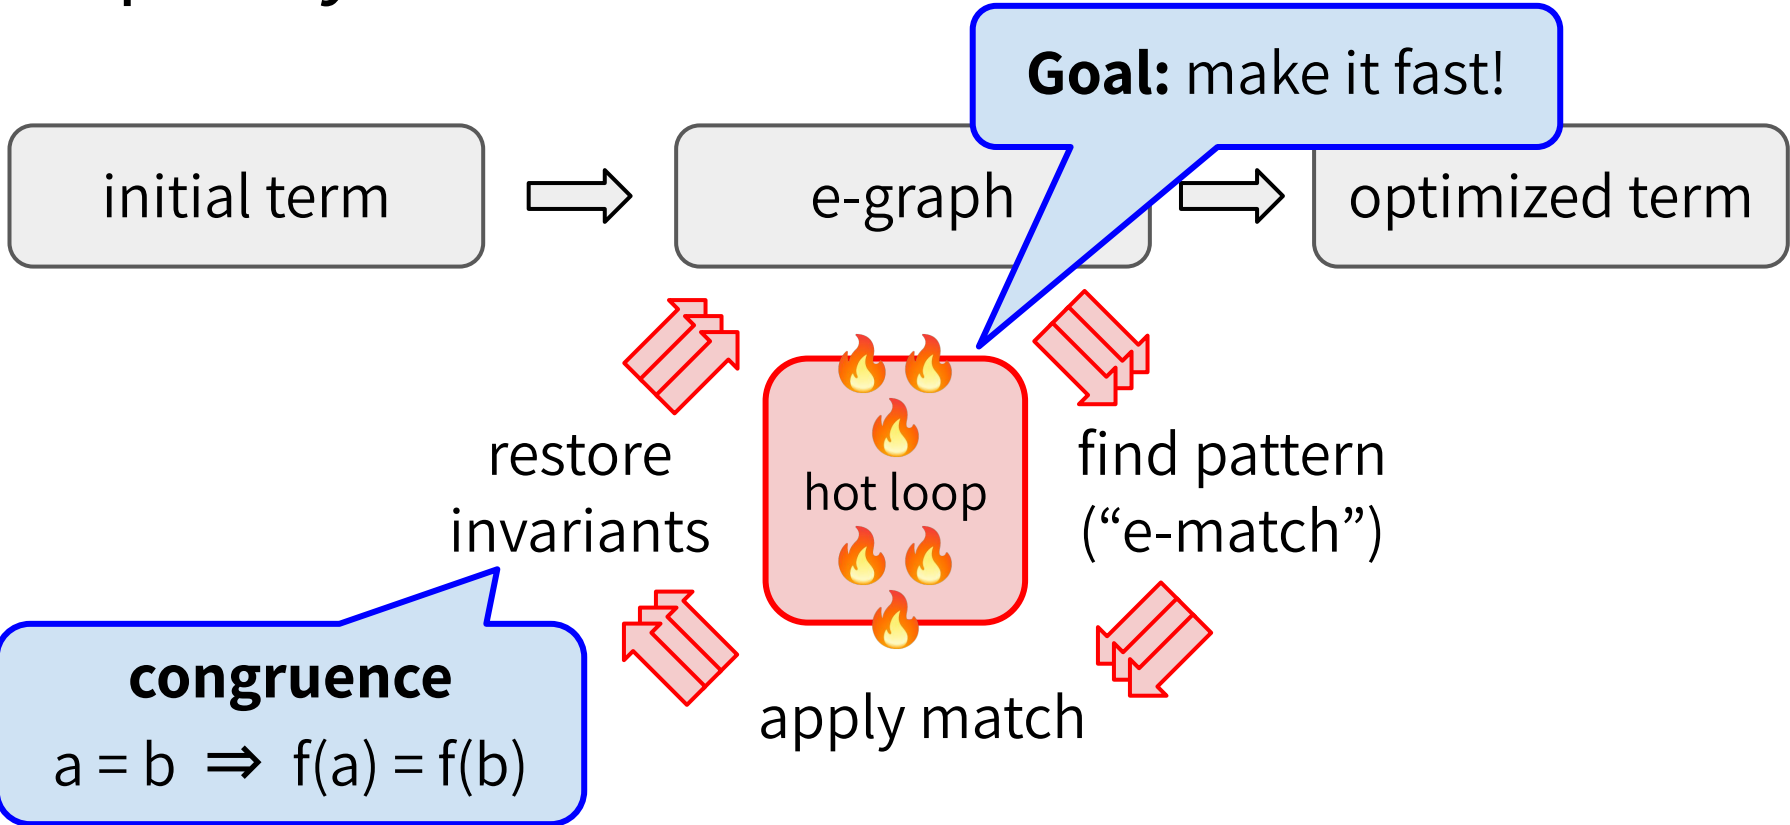 Goal: make it fast!
initial term
e-graph
optimized term
restore
invariants
hot loop
find pattern
(“e-match”)
apply match
congruence
a = b ⇒ f(a) = f(b)